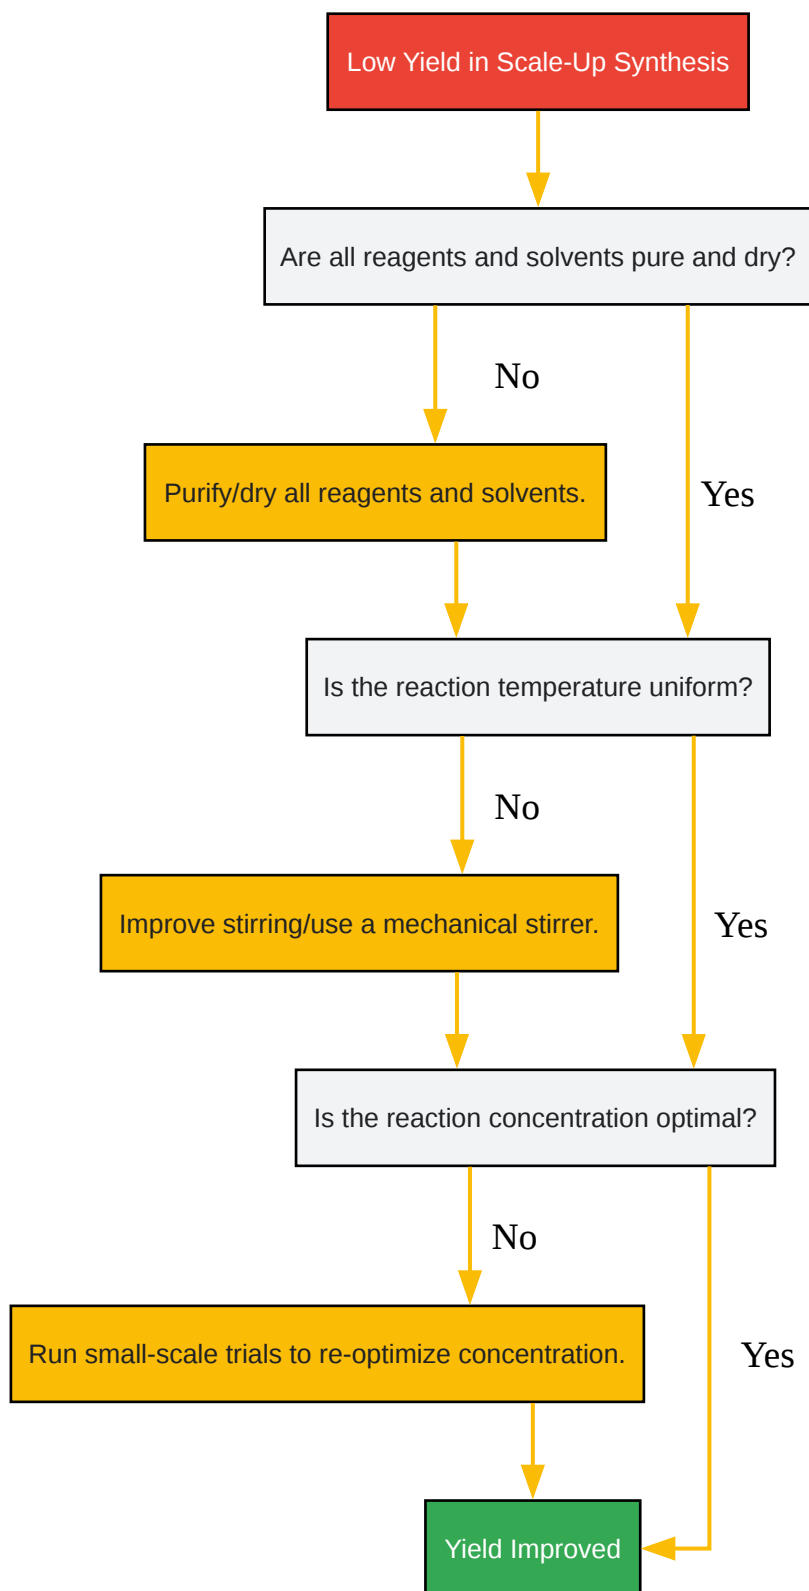 Low Yield in Scale-Up Synthesis
Are all reagents and solvents pure and dry?
No
Purify/dry all reagents and solvents.
Yes
Is the reaction temperature uniform?
No
Improve stirring/use a mechanical stirrer.
Yes
Is the reaction concentration optimal?
No
Run small-scale trials to re-optimize concentration.
Yes
Yield Improved